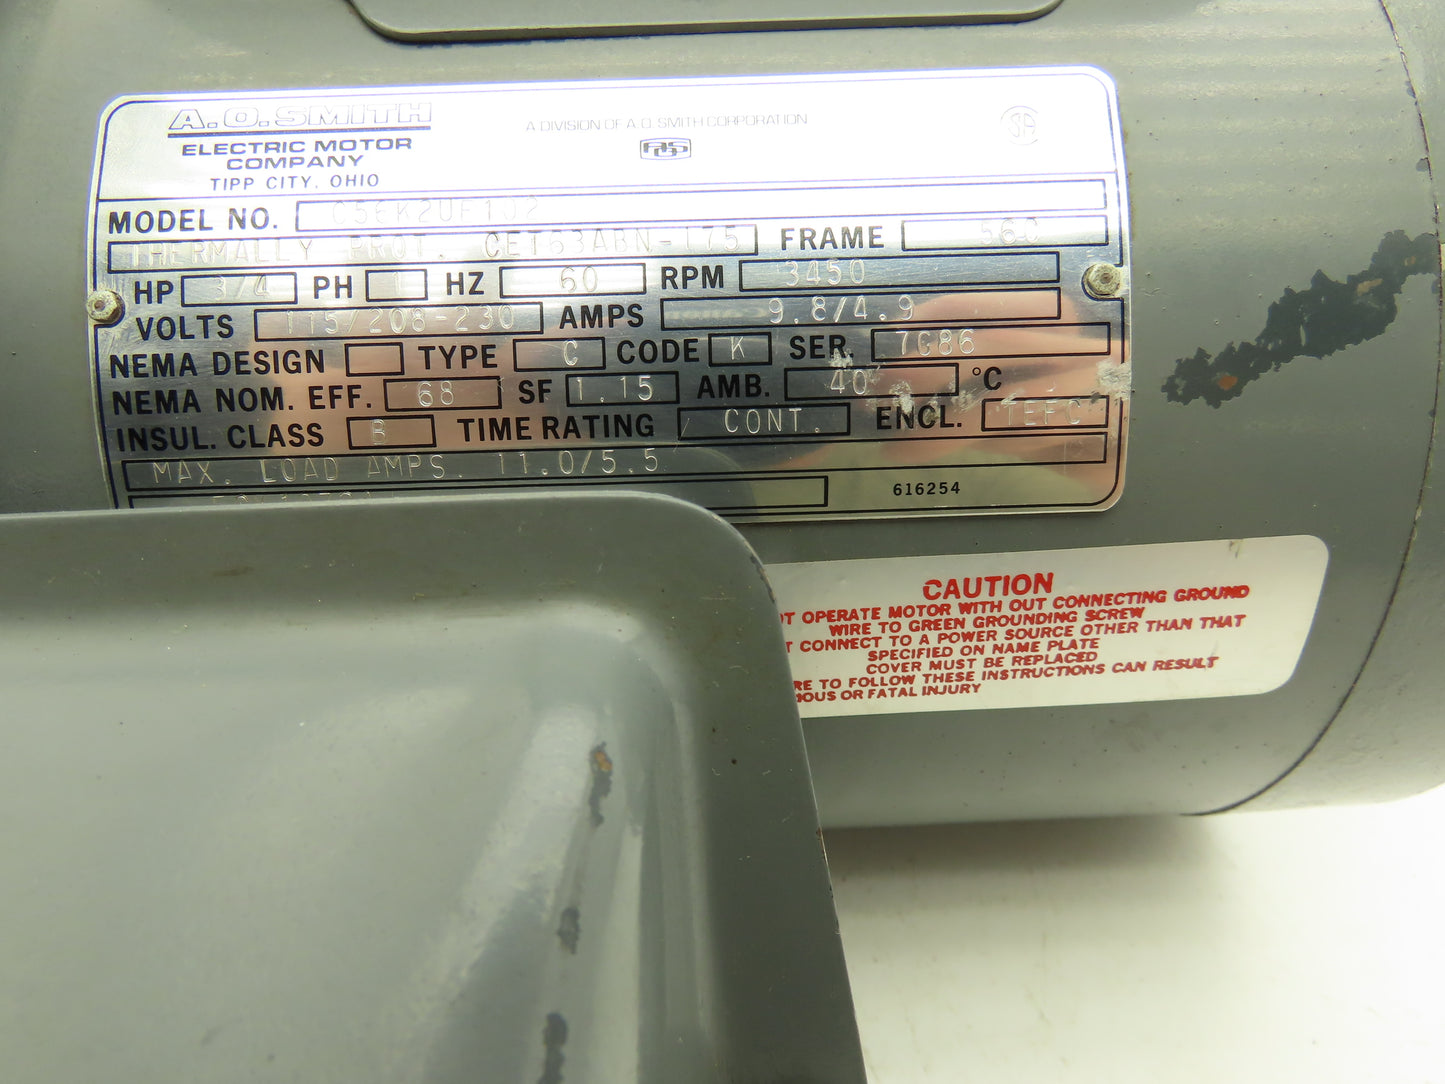 A.O.SMITH
A DIVISION OF A.O. SMITH CORPORATION
ELECTRIC MOTOR
COMPANY
TIPP CITY, OHIO
AOS
SA
MODEL NO. C56K2UF102
THERMALLY PROT. CET63ABN-175 FRAME 56C
HP 3/4 PH 1 HZ 60 RPM 3450
VOLTS 115/208-230 AMPS 9.8/4.9
NEMA DESIGN TYPE C CODE K SER. 7G86
NEMA NOM. EFF. 68 SF 1.15 AMB. 40 °C
INSUL. CLASS B TIME RATING CONT. ENCL. TEFC
MAX. LOAD AMPS. 11.0/5.5
616254
CAUTION
OPERATE MOTOR WITH OUT CONNECTING GROUND
WIRE TO GREEN GROUNDING SCREW
CONNECT TO A POWER SOURCE OTHER THAN THAT
SPECIFIED ON NAME PLATE
COVER MUST BE REPLACED
RE TO FOLLOW THESE INSTRUCTIONS CAN RESULT
IOUS OR FATAL INJURY